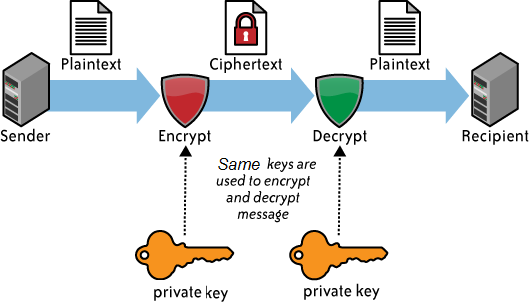 Plaintext
Ciphertext
Plaintext
Sender
Encrypt
Decrypt
Recipient
Same keys are
used to encrypt
and decrypt
message
private key
private key